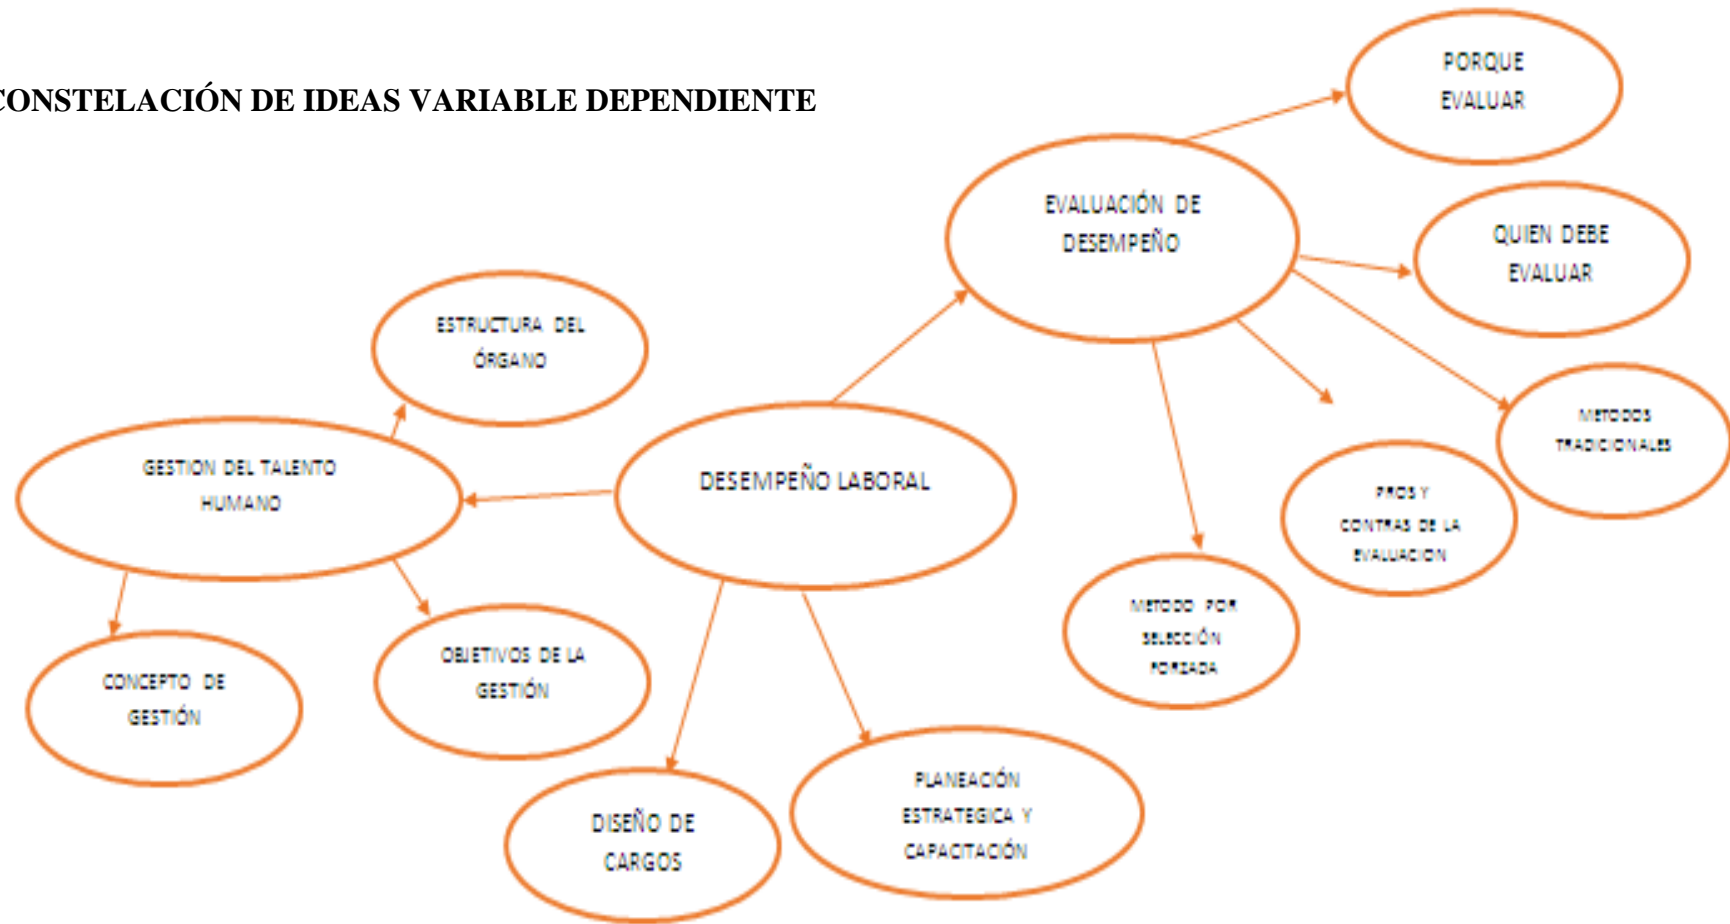 CONSTELACIÓN DE IDEAS VARIABLE DEPENDIENTE
PORQUE
EVALUAR
EVALUACIÓN DE
DESEMPEÑO
QUIEN DEBE
EVALUAR
ESTRUCTURA DEL
ÓRGANO
METODOS
TRADICIONALES
GESTION DEL TALENTO
HUMANO
DESEMPEÑO LABORAL
PROS Y
CONTRAS DE LA
EVALUACION
METODO POR
SELECCIÓN
FORZADA
CONCEPTO DE
GESTIÓN
OBJETIVOS DE LA
GESTIÓN
DISEÑO DE
CARGOS
PLANEACIÓN
ESTRATEGICA Y
CAPACITACIÓN